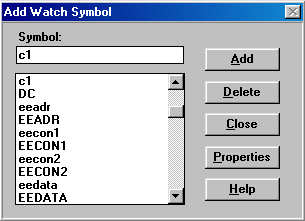 Add Watch Symbol
Symbol:
c1
Add
c1
DC
eeadr
EEADR
eecon1
EECON1
eecon2
EECON2
eedata
EEDATA
Delete
Close
Properties
Help